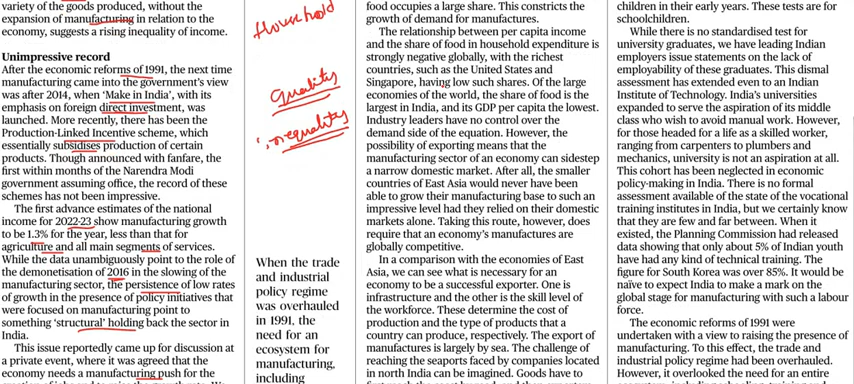 variety of the goods produced, without the
expansion of manufacturing in relation to the
economy, suggests a rising inequality of income.
Unimpressive record
After the economic reforms of 1991, the next time
manufacturing came into the government's view
was after 2014, when 'Make in India', with its
emphasis on foreign direct investment, was
launched. More recently, there has been the
Production-Linked Incentive scheme, which
essentially subsidises production of certain
products. Though announced with fanfare, the
first within months of the Narendra Modi
government assuming office, the record of these
schemes has not been impressive.
The first advance estimates of the national
income for 2022-23 show manufacturing growth
to be 1.3% for the year, less than that for
agriculture and all main segments of services.
While the data unambiguously point to the role of
the demonetisation of 2016 in the slowing of the
manufacturing sector, the persistence of low rates
of growth in the presence of policy initiatives that
were focused on manufacturing point to
something 'structural' holding back the sector in
India.
This issue reportedly came up for discussion at
a private event, where it was agreed that the
economy needs a manufacturing push for the
Household
quality
inequality
When the trade
and industrial
policy regime
was overhauled
in 1991, the
need for an
ecosystem for
manufacturing,
including
food occupies a large share. This constricts the
growth of demand for manufactures.
The relationship between per capita income
and the share of food in household expenditure is
strongly negative globally, with the richest
countries, such as the United States and
Singapore, having low such shares. Of the large
economies of the world, the share of food is the
largest in India, and its GDP per capita the lowest.
Industry leaders have no control over the
demand side of the equation. However, the
possibility of exporting means that the
manufacturing sector of an economy can sidestep
a narrow domestic market. After all, the smaller
countries of East Asia would never have been
able to grow their manufacturing base to such an
impressive level had they relied on their domestic
markets alone. Taking this route, however, does
require that an economy's manufactures are
globally competitive.
In a comparison with the economies of East
Asia, we can see what is necessary for an
economy to be a successful exporter. One is
infrastructure and the other is the skill level of
the workforce. These determine the cost of
production and the type of products that a
country can produce, respectively. The export of
manufactures is largely by sea. The challenge of
reaching the seaports faced by companies located
in north India can be imagined. Goods have to
children in their early years. These tests are for
schoolchildren.
While there is no standardised test for
university graduates, we have leading Indian
employers issue statements on the lack of
employability of these graduates. This dismal
assessment has extended even to an Indian
Institute of Technology. India's universities
expanded to serve the aspiration of its middle
class who wish to avoid manual work. However,
for those headed for a life as a skilled worker,
ranging from carpenters to plumbers and
mechanics, university is not an aspiration at all.
This cohort has been neglected in economic
policy-making in India. There is no formal
assessment available of the state of the vocational
training institutes in India, but we certainly know
that they are few and far between. When it
existed, the Planning Commission had released
data showing that only about 5% of Indian youth
have had any kind of technical training. The
figure for South Korea was over 85%. It would be
naïve to expect India to make a mark on the
global stage for manufacturing with such a labour
force.
The economic reforms of 1991 were
undertaken with a view to raising the presence of
manufacturing. To this effect, the trade and
industrial policy regime had been overhauled.
However, it overlooked the need for an entire